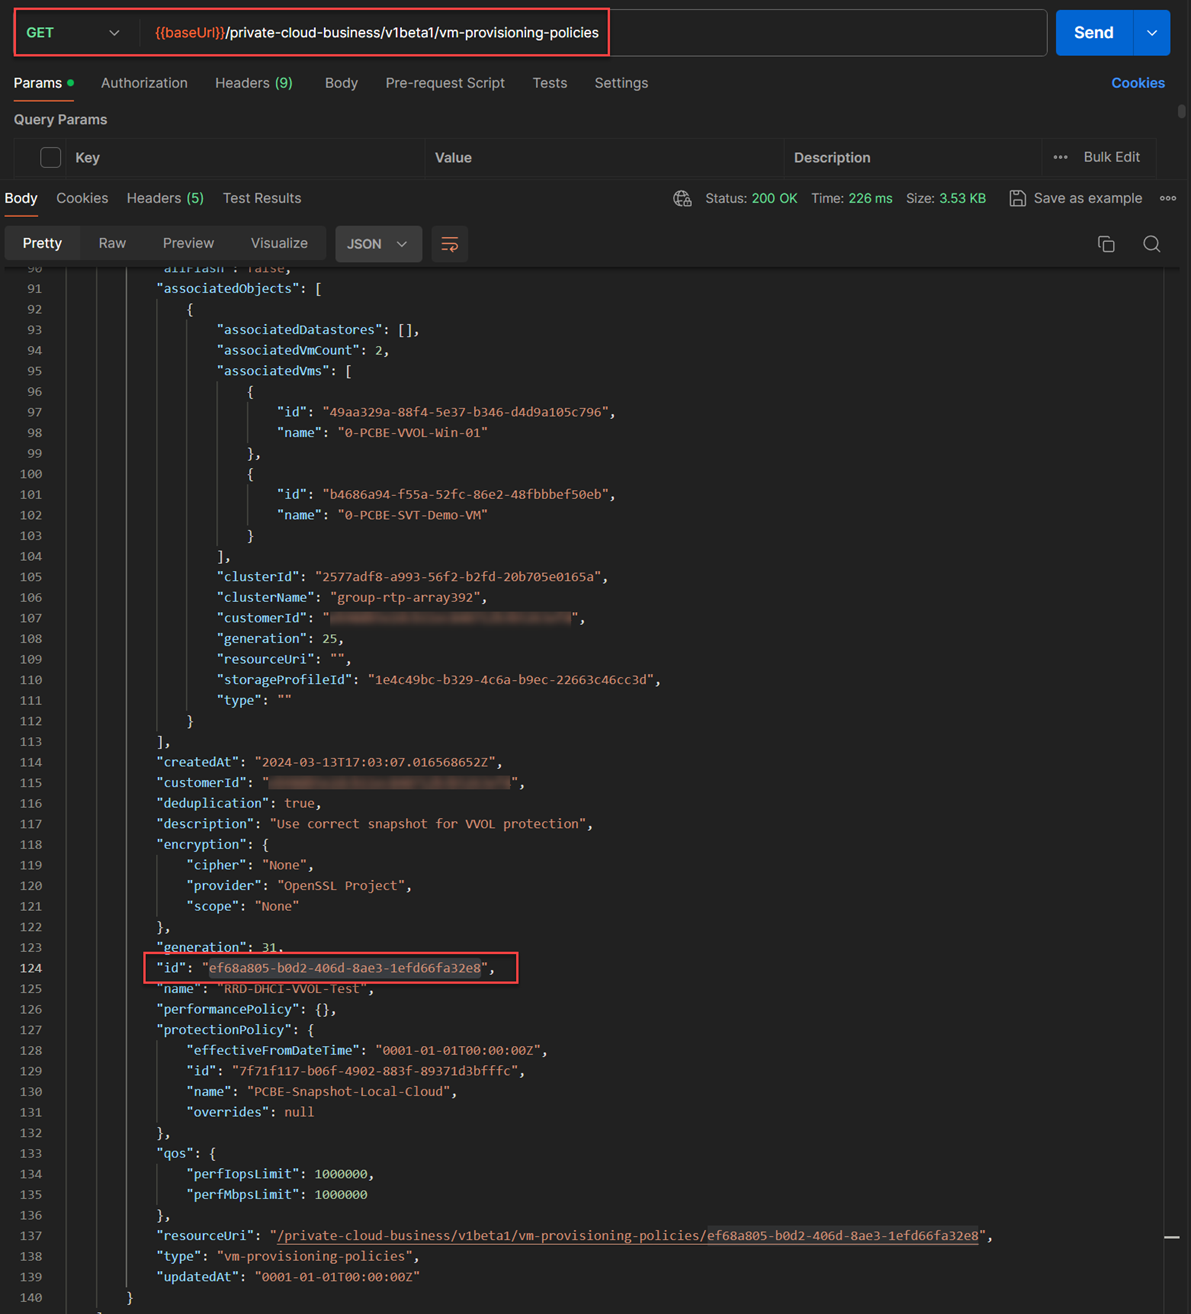 GET {{baseUrl}}/private-cloud-business/v1beta1/vm-provisioning-policies Send
Params Authorization Headers (9) Body Pre-request Script Tests Settings Cookies
Query Params
Key Value Description ••• Bulk Edit
Body Cookies Headers (5) Test Results Status: 200 OK Time: 226 ms Size: 3.53 KB Save as example
Pretty Raw Preview Visualize JSON
90 "allFlash": false,
91 "associatedObjects": [
92 {
93 "associatedDatastores": [],
94 "associatedVmCount": 2,
95 "associatedVms": [
96 {
97 "id": "49aa329a-88f4-5e37-b346-d4d9a105c796",
98 "name": "0-PCBE-VVOL-Win-01"
99 },
100 {
101 "id": "b4686a94-f55a-52fc-86e2-48fbbbef50eb",
102 "name": "0-PCBE-SVT-Demo-VM"
103 }
104 ],
105 "clusterId": "2577adf8-a993-56f2-b2fd-20b705e0165a",
106 "clusterName": "group-rtp-array392",
107 "customerId": "",
108 "generation": 25,
109 "resourceUri": "",
110 "storageProfileId": "1e4c49bc-b329-4c6a-b9ec-22663c46cc3d",
111 "type": ""
112 }
113 ],
114 "createdAt": "2024-03-13T17:03:07.016568652Z",
115 "customerId": "",
116 "deduplication": true,
117 "description": "Use correct snapshot for VVOL protection",
118 "encryption": {
119 "cipher": "None",
120 "provider": "OpenSSL Project",
121 "scope": "None"
122 },
123 "generation": 31,
124 "id": "ef68a805-b0d2-406d-8ae3-1efd66fa32e8",
125 "name": "RRD-DHCI-VVOL-Test",
126 "performancePolicy": {},
127 "protectionPolicy": {
128 "effectiveFromDateTime": "0001-01-01T00:00:00Z",
129 "id": "7f71f117-b06f-4902-883f-89371d3bfffc",
130 "name": "PCBE-Snapshot-Local-Cloud",
131 "overrides": null
132 },
133 "qos": {
134 "perfIopsLimit": 1000000,
135 "perfMbpsLimit": 1000000
136 },
137 "resourceUri": "/private-cloud-business/v1beta1/vm-provisioning-policies/ef68a805-b0d2-406d-8ae3-1efd66fa32e8",
138 "type": "vm-provisioning-policies",
139 "updatedAt": "0001-01-01T00:00:00Z"
140 }